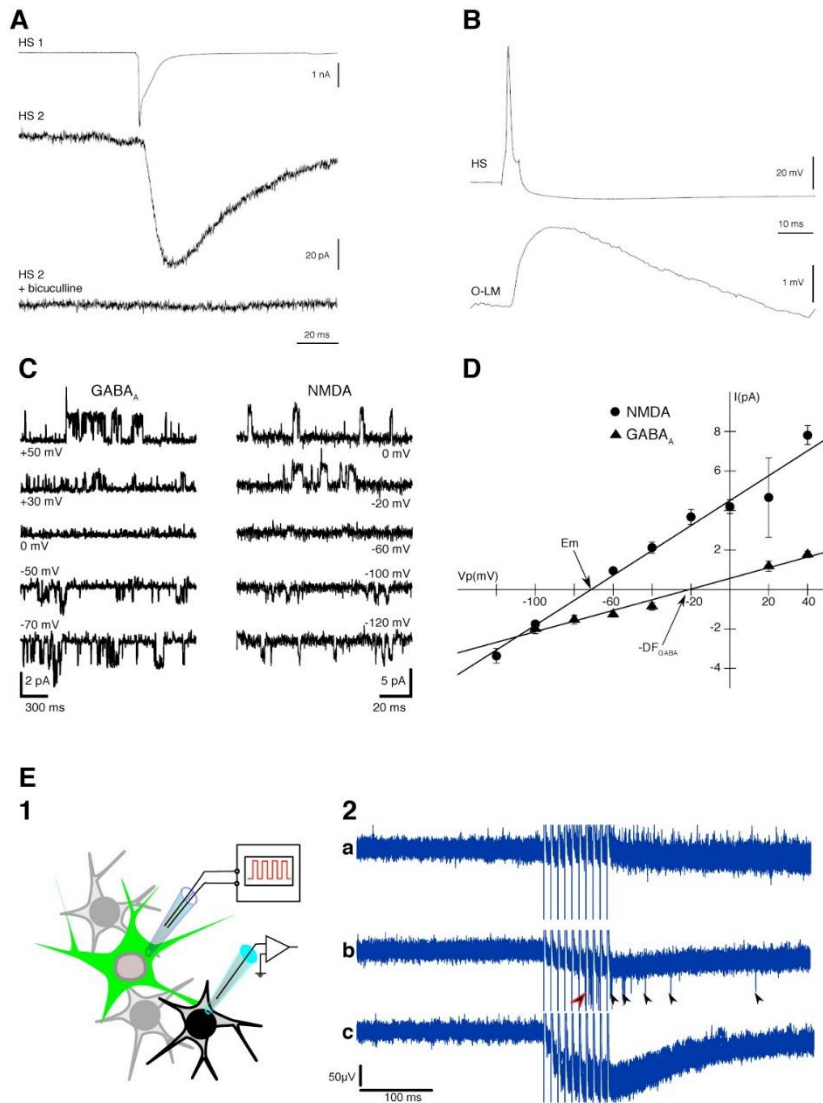 A
HS 1
1 nA
HS 2
20 pA
HS 2
+ bicuculline
20 ms
B
HS
20 mV
10 ms
1 mV
O-LM
C
GABA_A
NMDA
+50 mV
0 mV
+30 mV
-20 mV
0 mV
-60 mV
-50 mV
-100 mV
-70 mV
-120 mV
2 pA
300 ms
5 pA
20 ms
D
I(pA)
NMDA
GABA_A
8
6
4
2
Em
Vp(mV)
-100
-60
-20
20
40
-2
-4
-DF_GABA
E
1
2
a
b
c
50µV
100 ms